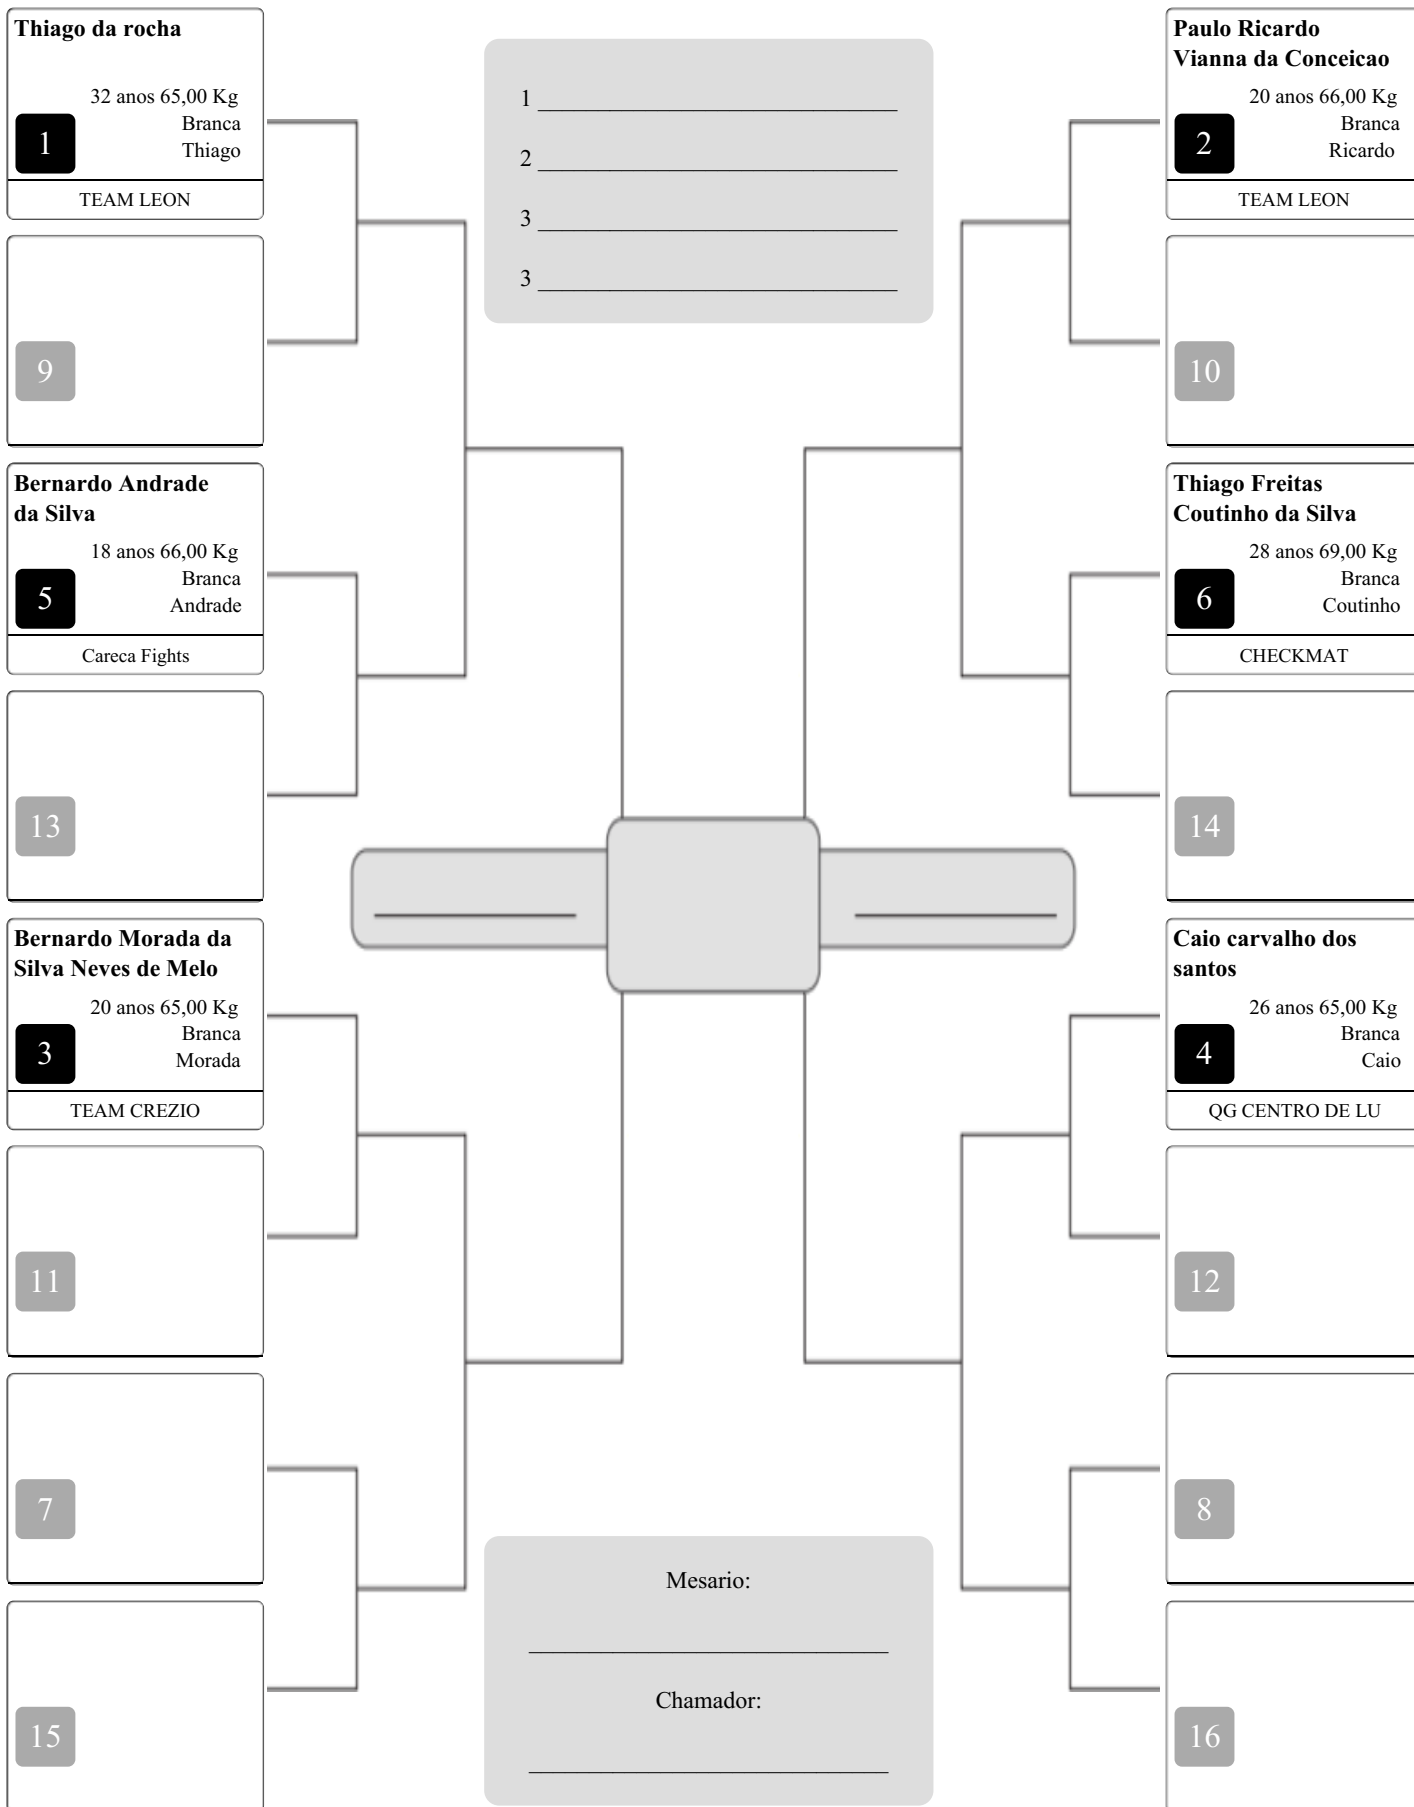 Thiago da rocha
32 anos 65,00 Kg
Branca
1
Thiago
TEAM LEON
9
Bernardo Andrade
da Silva
18 anos 66,00 Kg
Branca
5
Andrade
Careca Fights
13
Bernardo Morada da
Silva Neves de Melo
20 anos 65,00 Kg
Branca
3
Morada
TEAM CREZIO
11
7
15
1
2
3
3
Mesario:
Chamador:
Paulo Ricardo
Vianna da Conceicao
20 anos 66,00 Kg
Branca
2
Ricardo
TEAM LEON
10
Thiago Freitas
Coutinho da Silva
28 anos 69,00 Kg
Branca
6
Coutinho
CHECKMAT
14
Caio carvalho dos
santos
26 anos 65,00 Kg
Branca
4
Caio
QG CENTRO DE LU
12
8
16